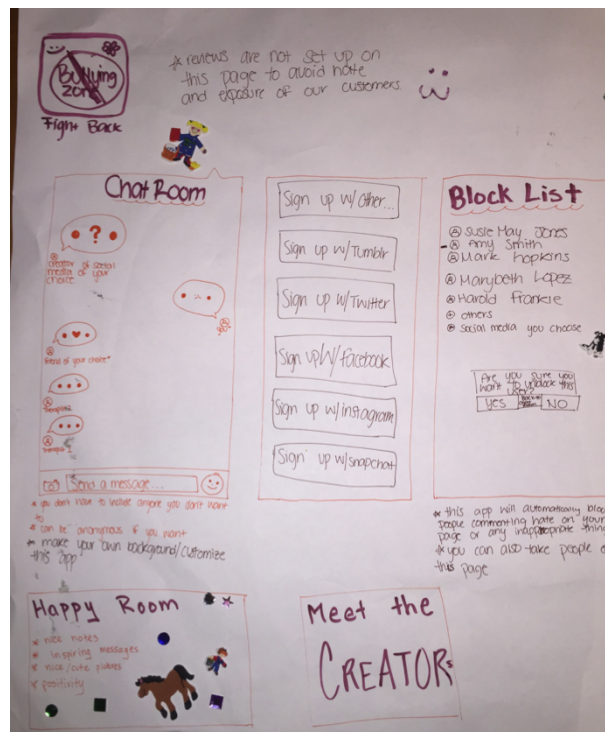 Bullying
Zone
Fight Back
* reviews are not set up on
this page to avoid hate
and exposure of our customers.
Chat Room
?
creator of social
media of your
choice
you
friend of your choice*
Send a message...
* you don't have to include anyone you don't want
to
* can be anonymous if you want
* make your own background/customize
this app
Sign up w/other...
Sign up w/Tumblr
Sign up w/Twitter
Sign up w/facebook
Sign up w/instagram
Sign up w/snapchat
Block List
Susie May Jones
Amy Smith
Mark Hopkins
Marybeth Lopez
Harold Frankie
others
social media you choose
Are you sure you
want to unblock this
user?
yes
NO
* this app will automatically block
people commenting hate on your
page or any inappropriate thing
* you can also take people
this page
Happy Room
* nice notes
* inspiring messages
* nice/cute pictures
* positivity
Meet the
CREATORS